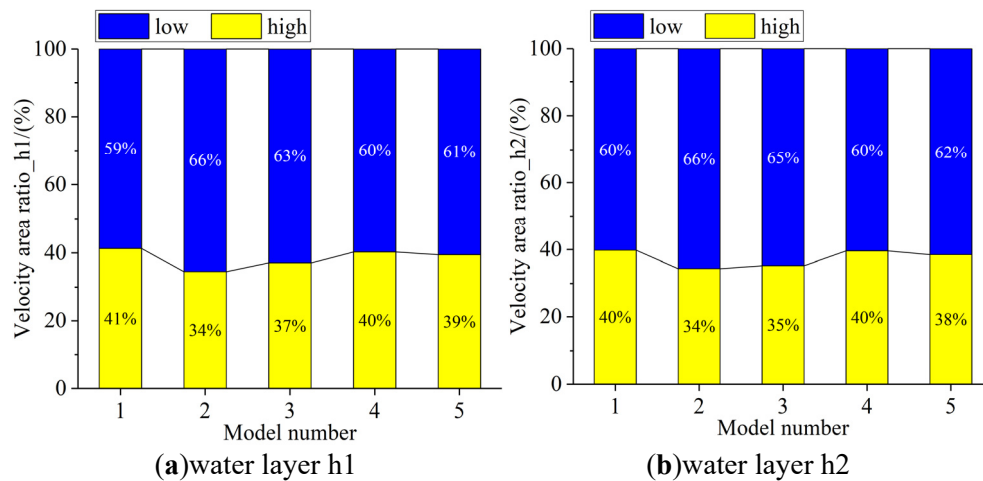 low high
Velocity area ratio_h1/(%)
100
80
60
40
20
0
59% 66% 63% 60% 61%
41% 34% 37% 40% 39%
1 2 3 4 5
Model number
(a)water layer h1
low high
Velocity area ratio_h2/(%)
100
80
60
40
20
0
60% 66% 65% 60% 62%
40% 34% 35% 40% 38%
1 2 3 4 5
Model number
(b)water layer h2